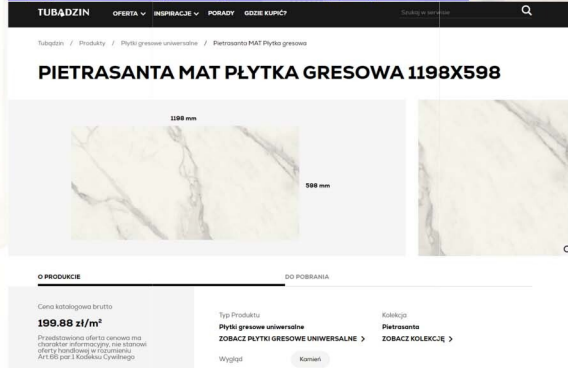 TUBĄDZIN OFERTA INSPIRACJE PORADY GDZIE KUPIĆ? Szukaj w serwisie
Tubądzin / Produkty / Płytki gresowe uniwersalne / Pietrasanta MAT Płytka gresowa
PIETRASANTA MAT PŁYTKA GRESOWA 1198X598
1198 mm
598 mm
O PRODUKCIE DO POBRANIA
Cena katalogowa brutto
199.88 zł/m²
Przedstawiona oferta cenowa ma
charakter informacyjny, nie stanowi
oferty handlowej w rozumieniu
Art.66 par.1 Kodeksu Cywilnego
Typ Produktu
Płytki gresowe uniwersalne
ZOBACZ PŁYTKI GRESOWE UNIWERSALNE >
Kolekcja
Pietrasanta
ZOBACZ KOLEKCJĘ >
Wygląd Kamień